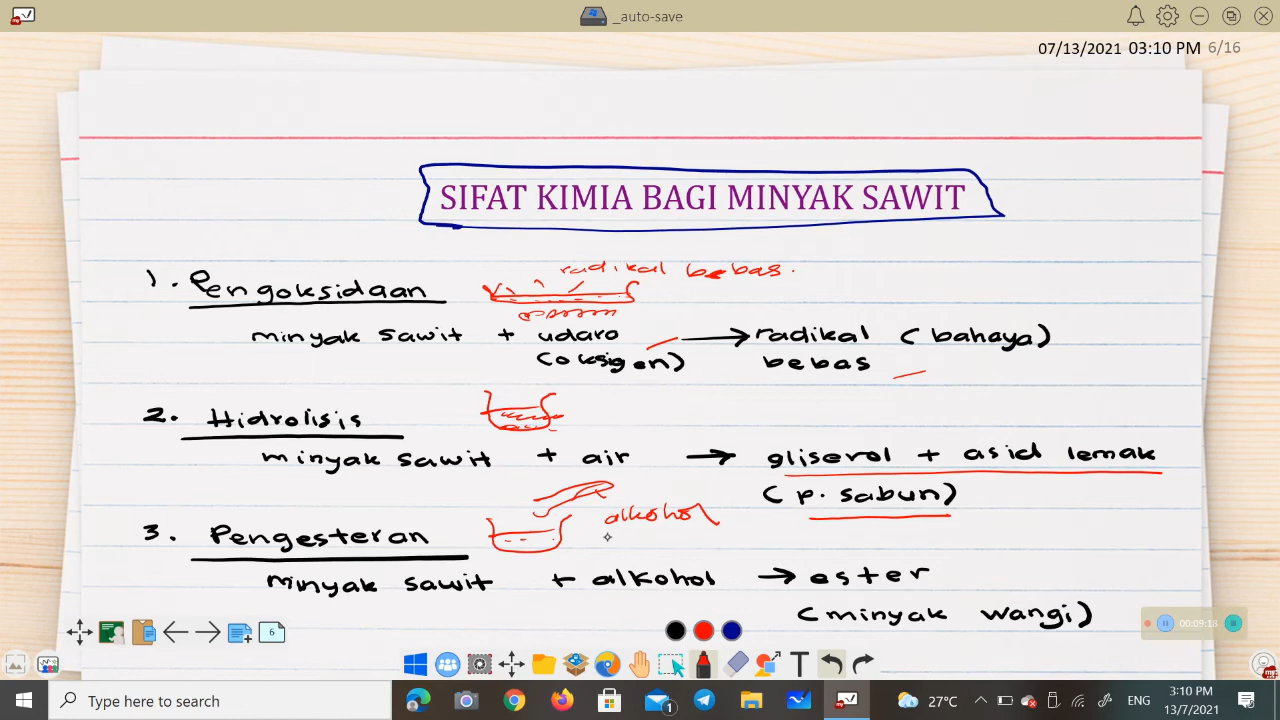 _auto-save
07/13/2021 03:10 PM 6/16
SIFAT KIMIA BAGI MINYAK SAWIT
radikal bebas.
1. Pengoksidaan
minyak sawit + udara → radikal (bahaya)
(oksigen) bebas
2. Hidrolisis
minyak sawit + air → gliserol + asid lemak
(p. sabun)
alkohol
3. Pengesteran
minyak sawit + alkohol → ester
(minyak wangi)
00:09:18
6
T
Type here to search
1
27°C
ENG
3:10 PM
13/7/2021